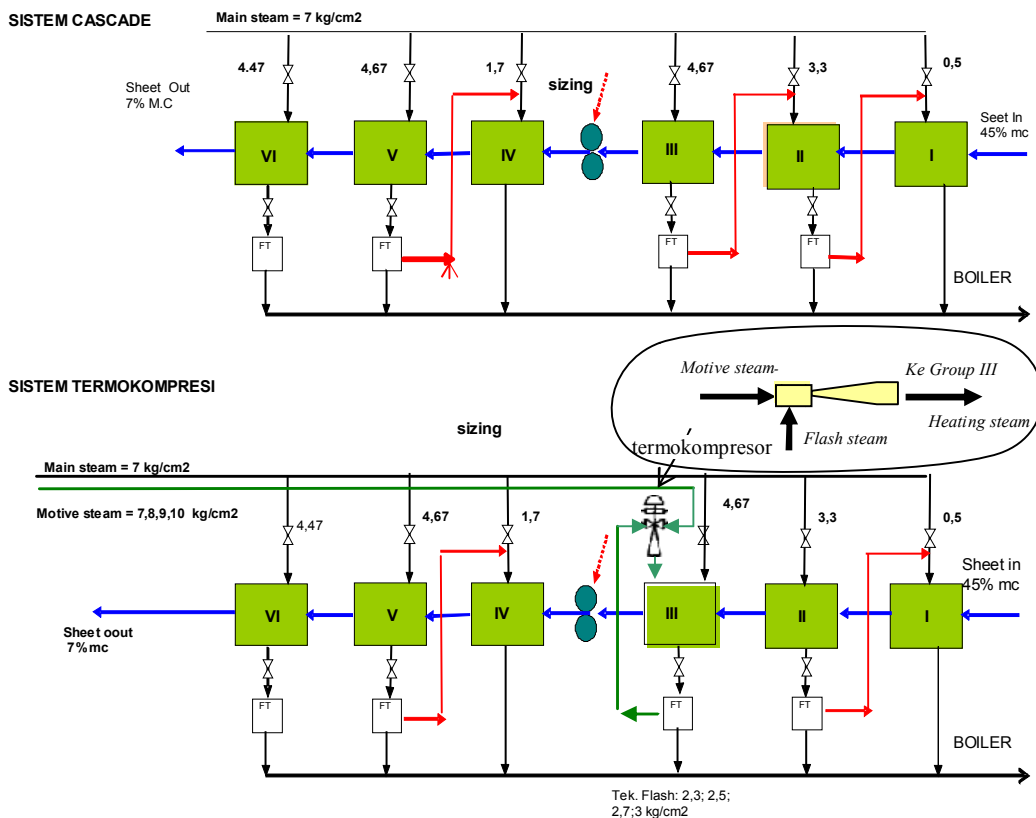 SISTEM CASCADE
Main steam = 7 kg/cm2
4.47
4,67
1,7
sizing
4,67
3,3
0,5
Sheet Out
7% M.C
Seet In
45% mc
VI
V
IV
III
II
I
FT
FT
FT
FT
BOILER
Motive steam-
Ke Group III
Flash steam
Heating steam
SISTEM TERMOKOMPRESI
sizing
termokompresor
Main steam = 7 kg/cm2
Motive steam = 7,8,9,10 kg/cm2
4,47
4,67
1,7
4,67
3,3
0,5
Sheet in
45% mc
VI
V
IV
III
II
I
Sheet oout
7%mc
FT
FT
FT
FT
BOILER
Tek. Flash: 2,3; 2,5;
2,7;3 kg/cm2